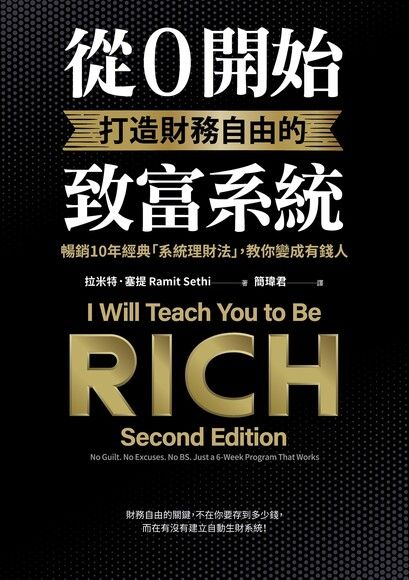 從0開始
打造財務自由的
致富系統
暢銷10年經典「系統理財法」,教你變成有錢人
拉米特・塞提 Ramit Sethi——著 簡瑋君——譯
I Will Teach You to Be
RICH
Second Edition
No Guilt. No Excuses. No BS. Just a 6-Week Program That Works
財務自由的關鍵,不在你要存到多少錢,
而在有沒有建立自動生財系統!